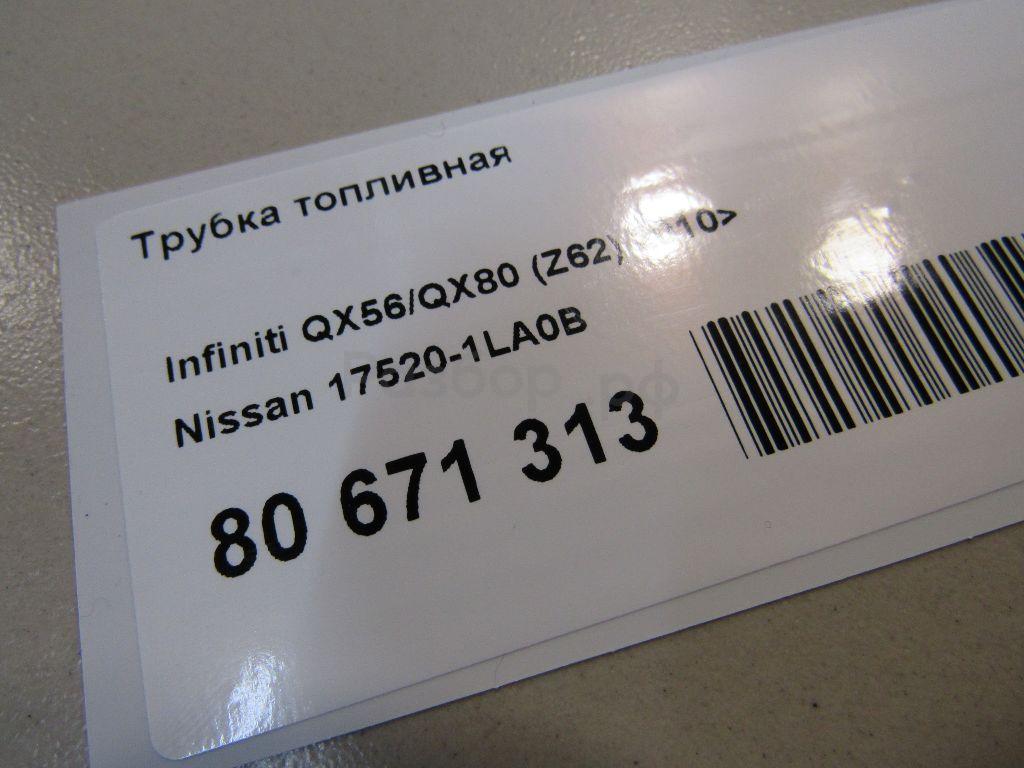 Трубка топливная
Infiniti QX56/QX80 (Z62)
Nissan 17520-1LA0B
80 671 313